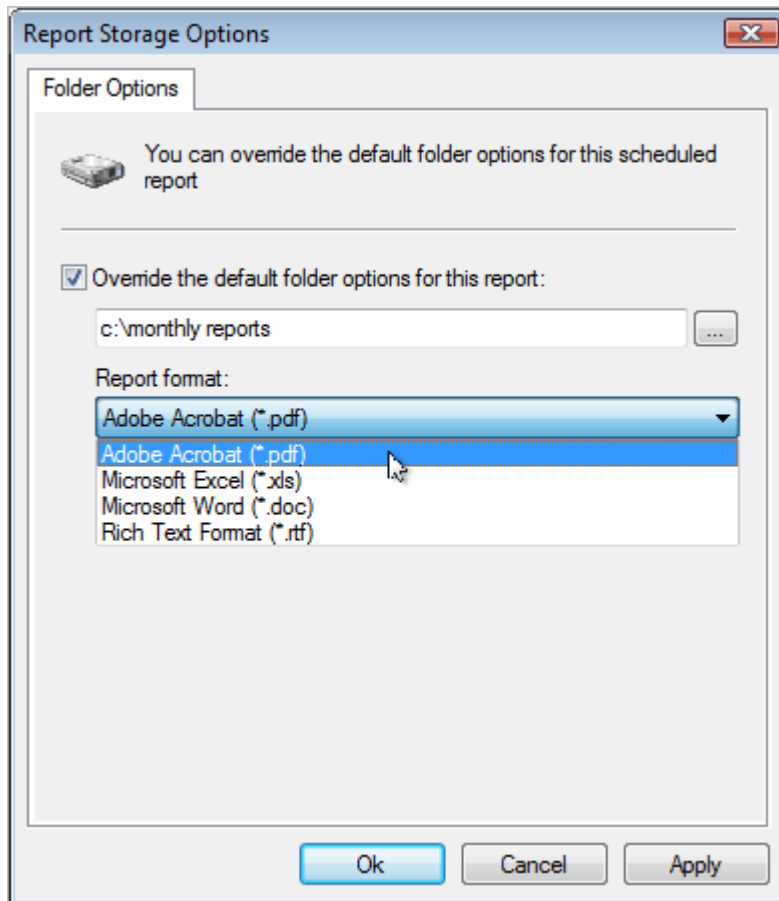 Report Storage Options
Folder Options
You can override the default folder options for this scheduled
report
Override the default folder options for this report:
c:\monthly reports
...
Report format:
Adobe Acrobat (*.pdf)
Adobe Acrobat (*.pdf)
Microsoft Excel (*.xls)
Microsoft Word (*.doc)
Rich Text Format (*.rtf)
Ok Cancel Apply